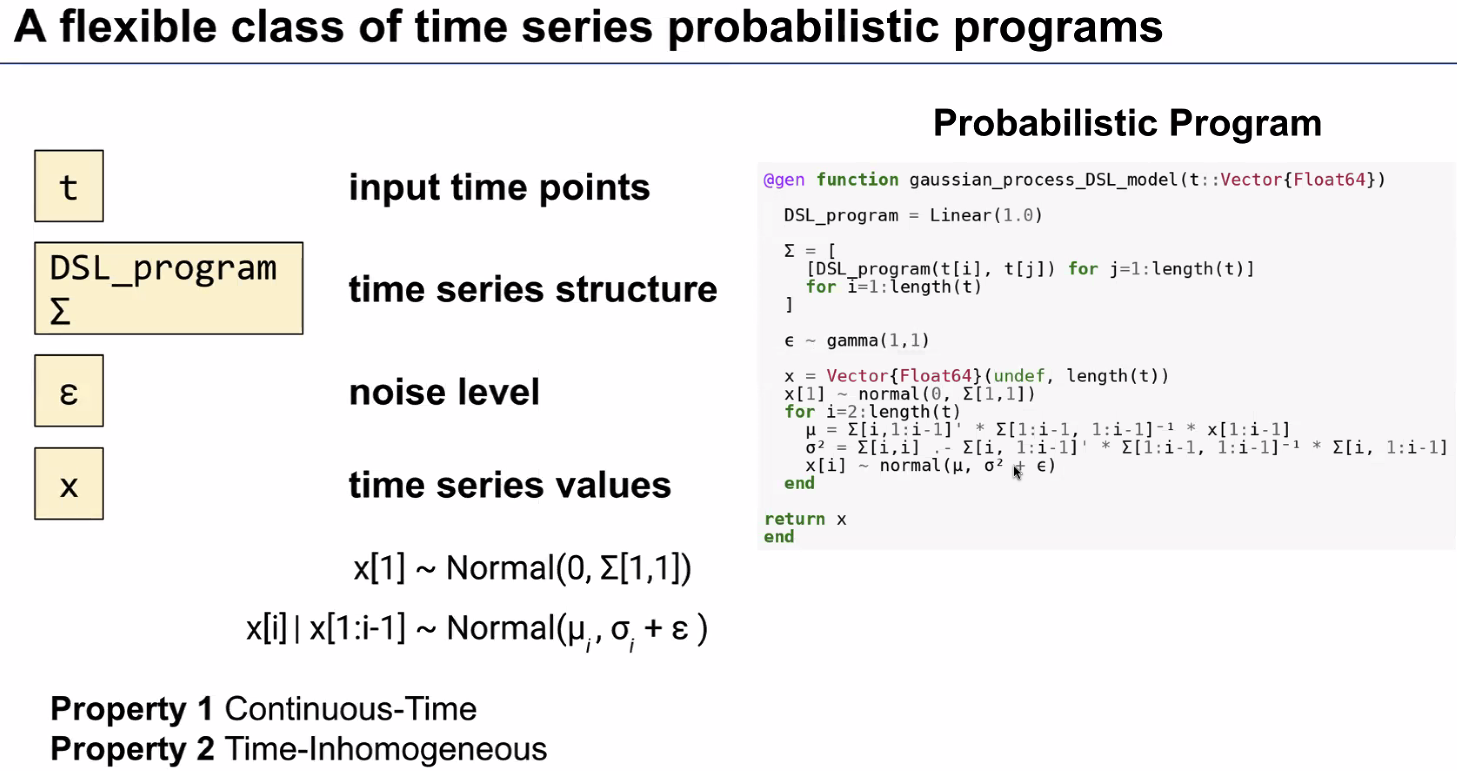 A flexible class of time series probabilistic programs
t
input time points
DSL_program
Σ
time series structure
ε
noise level
x
time series values
x[1] ~ Normal(0, Σ[1,1])
x[i] | x[1:i-1] ~ Normal(μᵢ, σᵢ + ε )
Property 1 Continuous-Time
Property 2 Time-Inhomogeneous
Probabilistic Program
@gen function gaussian_process_DSL_model(t::Vector{Float64})
DSL_program = Linear(1.0)
Σ = [
[DSL_program(t[i], t[j]) for j=1:length(t)]
for i=1:length(t)
]
ϵ ~ gamma(1,1)
x = Vector{Float64}(undef, length(t))
x[1] ~ normal(0, Σ[1,1])
for i=2:length(t)
μ = Σ[i,1:i-1]' * Σ[1:i-1, 1:i-1]⁻¹ * x[1:i-1]
σ² = Σ[i,i] .- Σ[i, 1:i-1]' * Σ[1:i-1, 1:i-1]⁻¹ * Σ[i, 1:i-1]
x[i] ~ normal(μ, σ² + ϵ)
end
return x
end